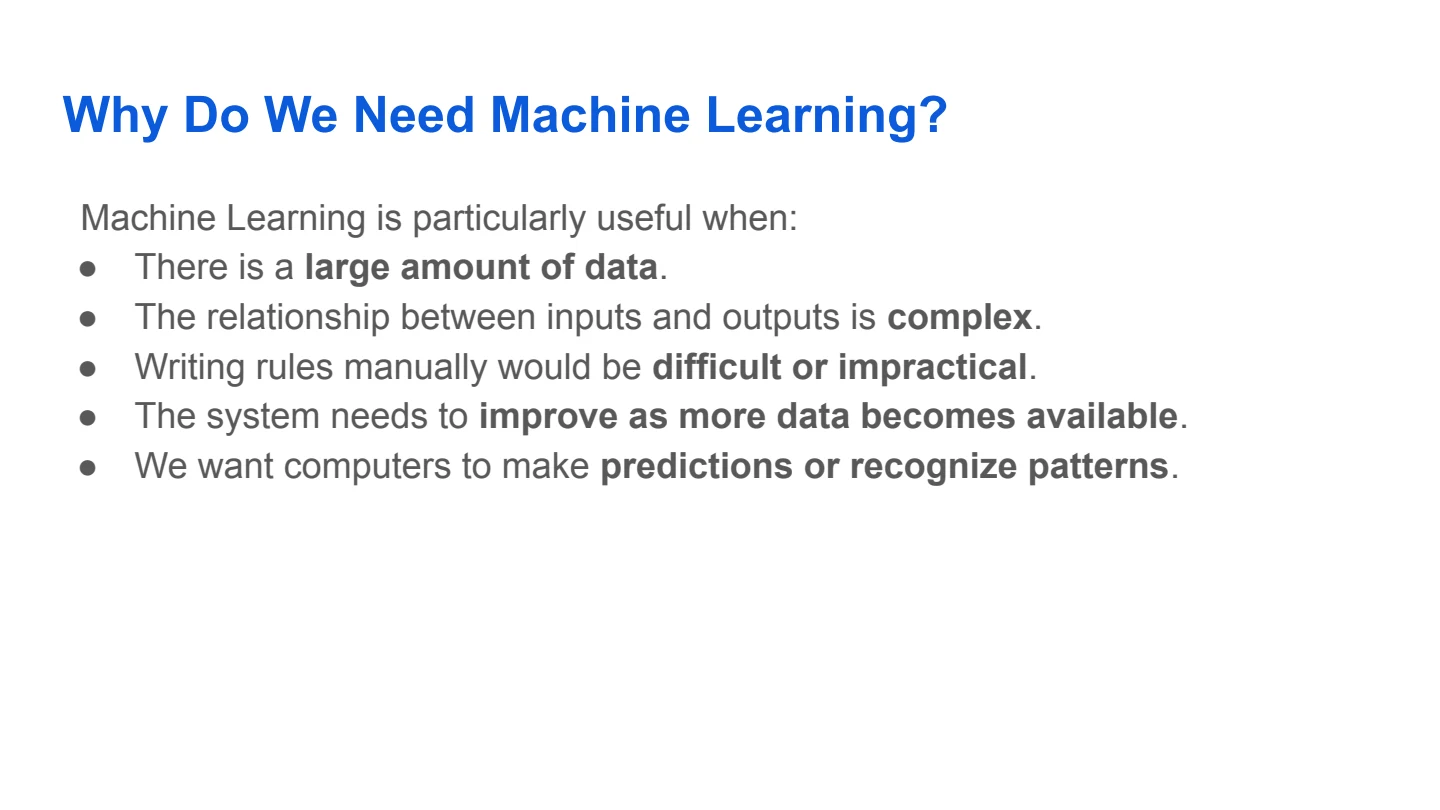 Why Do We Need Machine Learning?
Machine Learning is particularly useful when:
● There is a large amount of data.
● The relationship between inputs and outputs is complex.
● Writing rules manually would be difficult or impractical.
● The system needs to improve as more data becomes available.
● We want computers to make predictions or recognize patterns.